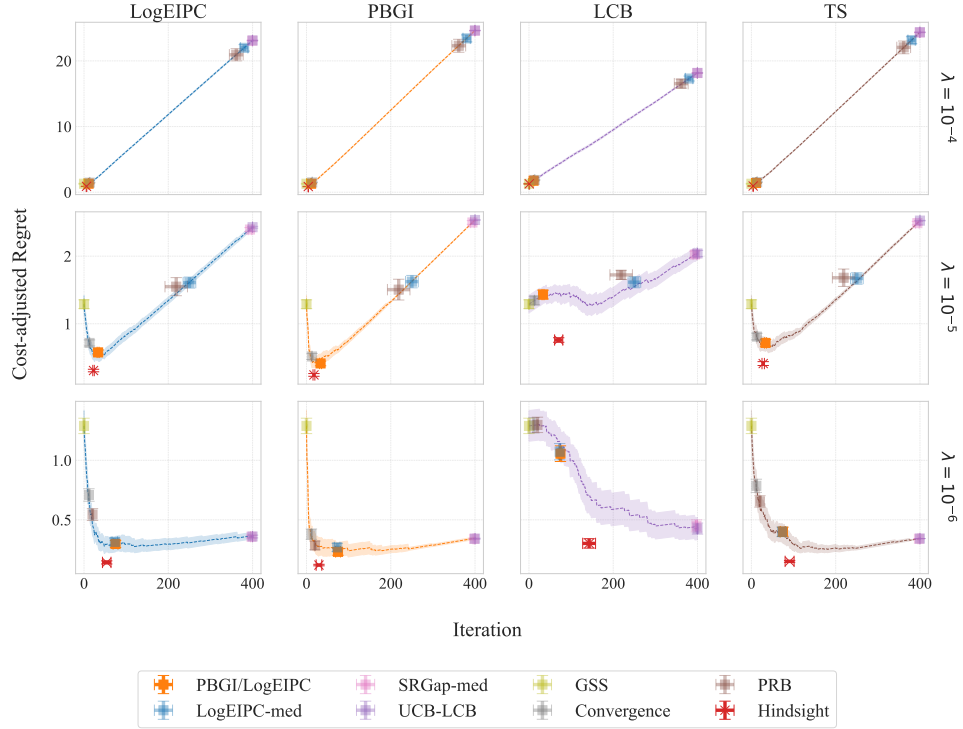 LogEIPC PBGI LCB TS
20
10
0
λ = 10⁻⁴
2
1
λ = 10⁻⁵
1.0
0.5
λ = 10⁻⁶
0 200 400 0 200 400 0 200 400 0 200 400
Cost-adjusted Regret
Iteration
PBGI/LogEIPC SRGap-med GSS PRB
LogEIPC-med UCB-LCB Convergence Hindsight